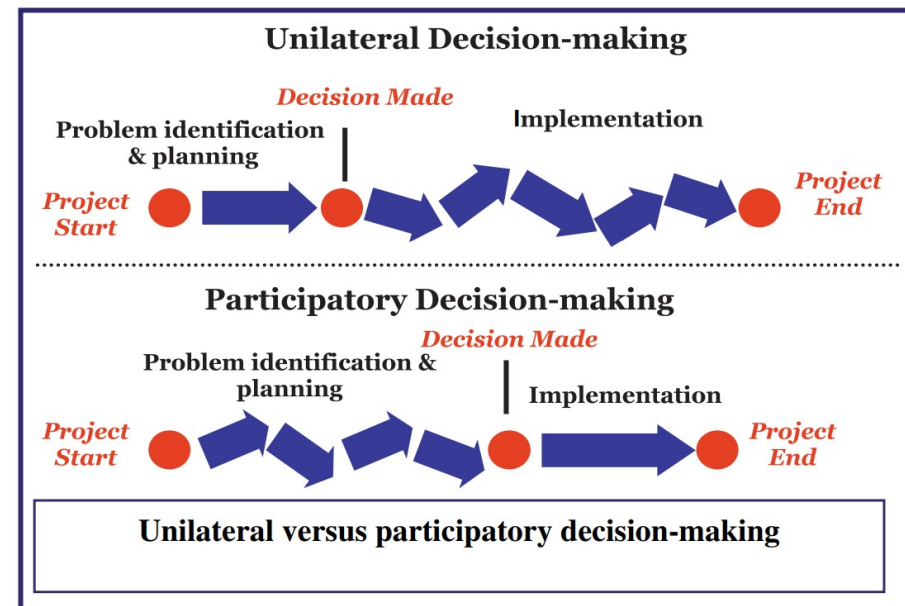 Unilateral Decision-making
Decision Made
Implementation
Problem identification
& planning
Project
Start
Project
End
Participatory Decision-making
Decision Made
Problem identification &
planning
Implementation
Project
Start
Project
End
Unilateral versus participatory decision-making